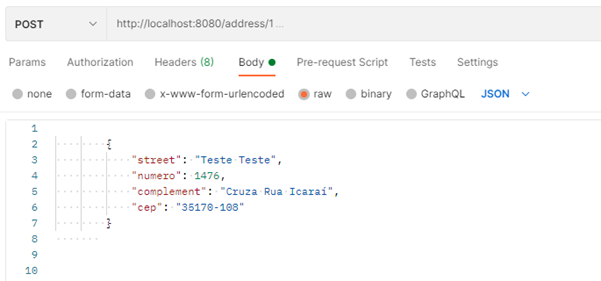 POST http://localhost:8080/address/1 ...
Params Authorization Headers (8) Body Pre-request Script Tests Settings
none form-data x-www-form-urlencoded raw binary GraphQL JSON
1
2 {
3 "street": "Teste Teste",
4 "numero": 1476,
5 "complement": "Cruza Rua Icaraí",
6 "cep": "35170-108"
7 }
8
9
10